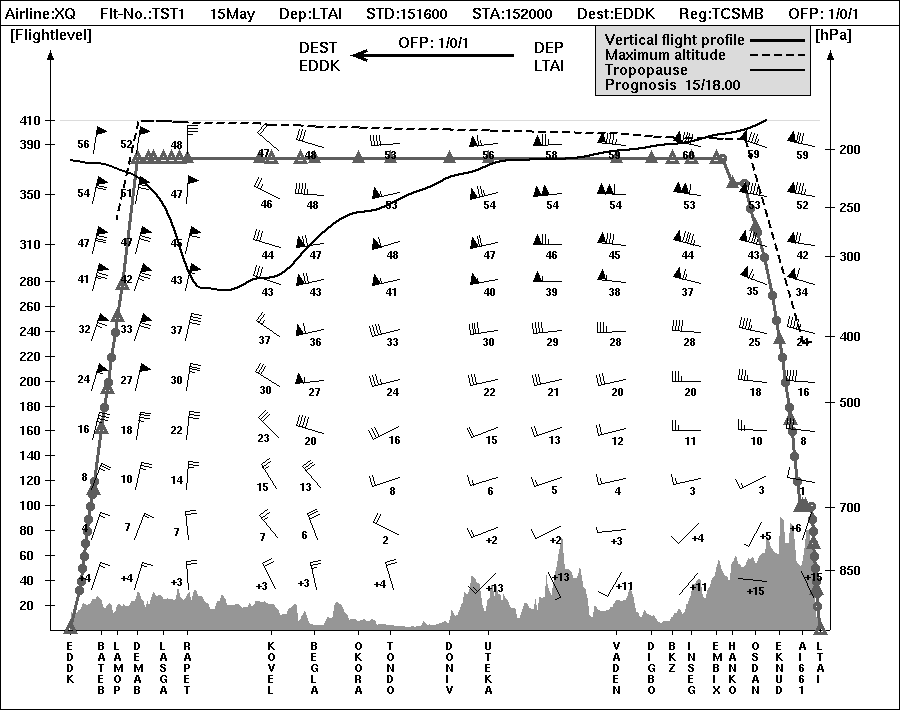 Airline:XQ Flt-No.:TST1 15May Dep:LTAI STD:151600 STA:152000 Dest:EDDK Reg:TCSMB OFP: 1/0/1
[Flightlevel] [hPa]
DEST OFP: 1/0/1 DEP
EDDK LTAI
Vertical flight profile
Maximum altitude
Tropopause
Prognosis 15/18.00
410
390 56 52 48 47 48 53 56 58 59 60 59 59 200
350 54 51 47 46 48 53 54 54 54 53 53 52 250
310 47 47 45 44 47 48 47 46 45 44 43 42 300
280 41 42 43 43 43 41 40 39 38 37 35 34
260
240 32 33 37 37 36 33 30 29 28 28 25 24 400
220
200 24 27 30 30 27 24 22 21 20 20 18 16
180 500
160 16 18 22 23 20 16 15 13 12 11 10 8
140
120 8 10 14 15 13 8 6 5 4 3 3 1
100 700
80 4 7 7 7 6 2 +2 +2 +3 +4 +5 +6
60
40 +4 +4 +3 +3 +3 +4 +13 +13 +11 +11 +15 +15 850
20
EDDK BATEB LAMOP DEMAB LASGA RAPET KOVEL BEGLA OKORA TONDO DONIV UTEKA VADEN DIGBO BKZ INSEG EMBIX HANKO OSDAN EKNUD AI661 LTAI